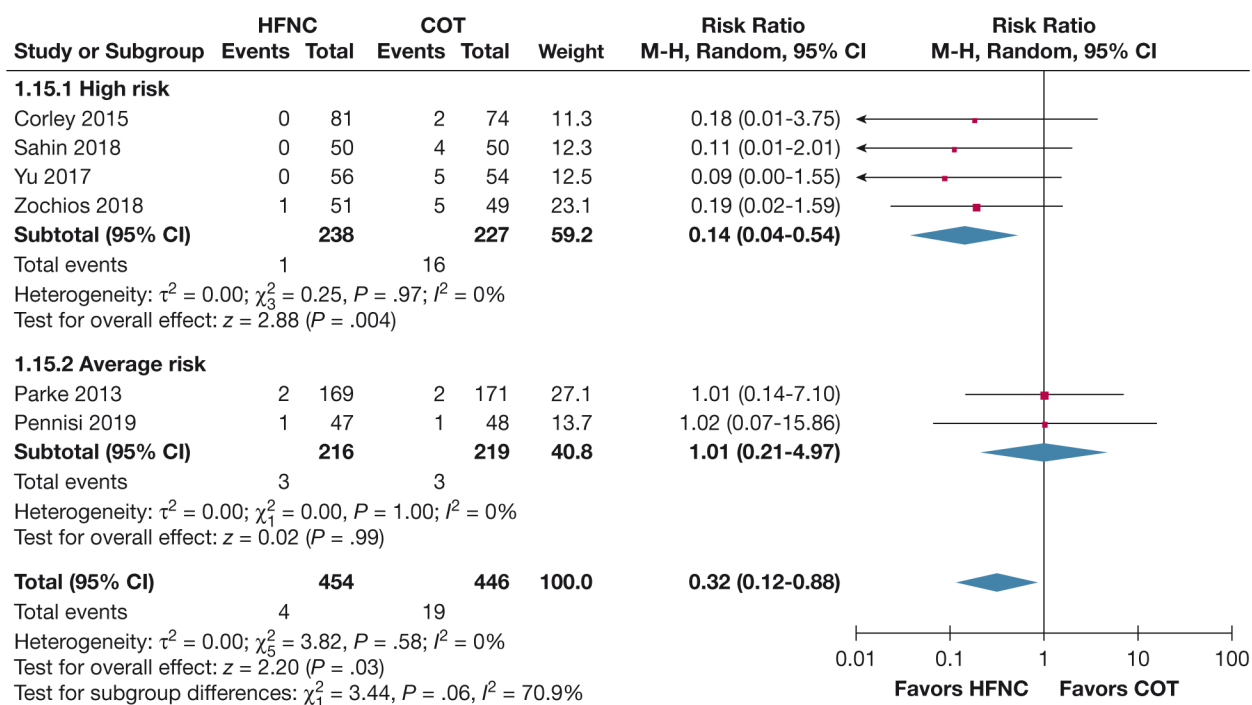 HFNC COT Risk Ratio Risk Ratio
Study or Subgroup Events Total Events Total Weight M-H, Random, 95% CI M-H, Random, 95% CI
1.15.1 High risk
Corley 2015 0 81 2 74 11.3 0.18 (0.01-3.75)
Sahin 2018 0 50 4 50 12.3 0.11 (0.01-2.01)
Yu 2017 0 56 5 54 12.5 0.09 (0.00-1.55)
Zochios 2018 1 51 5 49 23.1 0.19 (0.02-1.59)
Subtotal (95% CI) 238 227 59.2 0.14 (0.04-0.54)
Total events 1 16
Heterogeneity: τ² = 0.00; χ²₃ = 0.25, P = .97; I² = 0%
Test for overall effect: z = 2.88 (P = .004)
1.15.2 Average risk
Parke 2013 2 169 2 171 27.1 1.01 (0.14-7.10)
Pennisi 2019 1 47 1 48 13.7 1.02 (0.07-15.86)
Subtotal (95% CI) 216 219 40.8 1.01 (0.21-4.97)
Total events 3 3
Heterogeneity: τ² = 0.00; χ²₁ = 0.00, P = 1.00; I² = 0%
Test for overall effect: z = 0.02 (P = .99)
Total (95% CI) 454 446 100.0 0.32 (0.12-0.88)
Total events 4 19
Heterogeneity: τ² = 0.00; χ²₅ = 3.82, P = .58; I² = 0%
Test for overall effect: z = 2.20 (P = .03)
Test for subgroup differences: χ²₁ = 3.44, P = .06, I² = 70.9%
0.01 0.1 1 10 100
Favors HFNC Favors COT